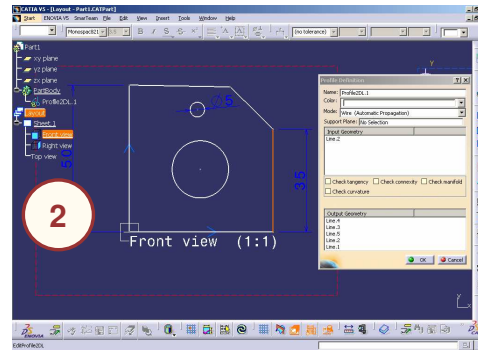 CATIA V5 - [Layout - Part1.CATPart]
Start ENOVIA V5 SmarTeam File Edit View Insert Tools Window Help
Monospac821 (no tolerance)
Part1
xy plane
yz plane
zx plane
PartBody
Profile2DL.1
Layout
Sheet.1
Front view
Right view
Top view
50
∅5
35
2
Front view (1:1)
Y
Profile Definition
Name: Profile2DL.1
Color:
Mode: Wire (Automatic Propagation)
Support Plane: No Selection
Input Geometry
Line.2
Check tangency Check connexity Check manifold
Check curvature
Output Geometry
Line.4
Line.3
Line.5
Line.2
Line.1
OK Cancel
EditProfile2DL